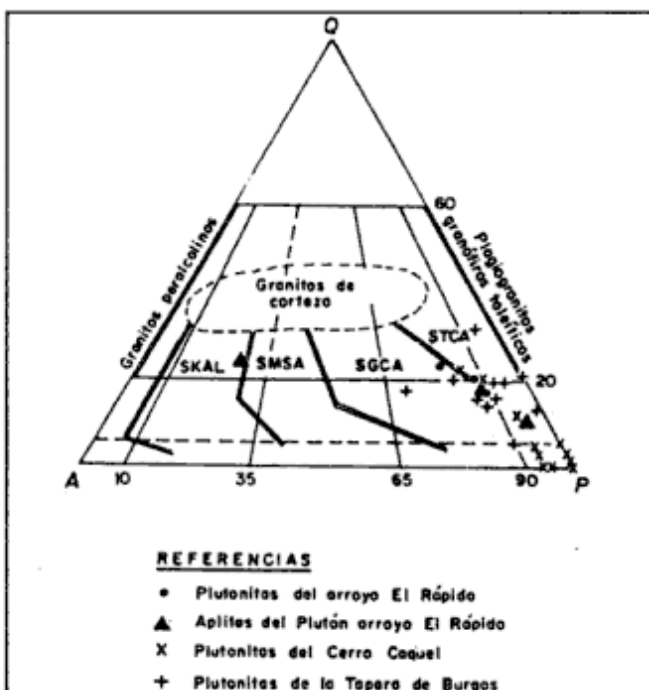 Q
60
Granitos peralcalinos
Plagiogranitos
granófiros toleíticos
Granitos de
corteza
SKAL
SMSA
SGCA
STCA
20
A
10
35
65
90
P
REFERENCIAS
• Plutonitas del arroyo El Rápido
▲ Aplitas del Plutón arroyo El Rápido
x Plutonitas del Cerro Caquel
+ Plutonitas de la Tapera de Burgos